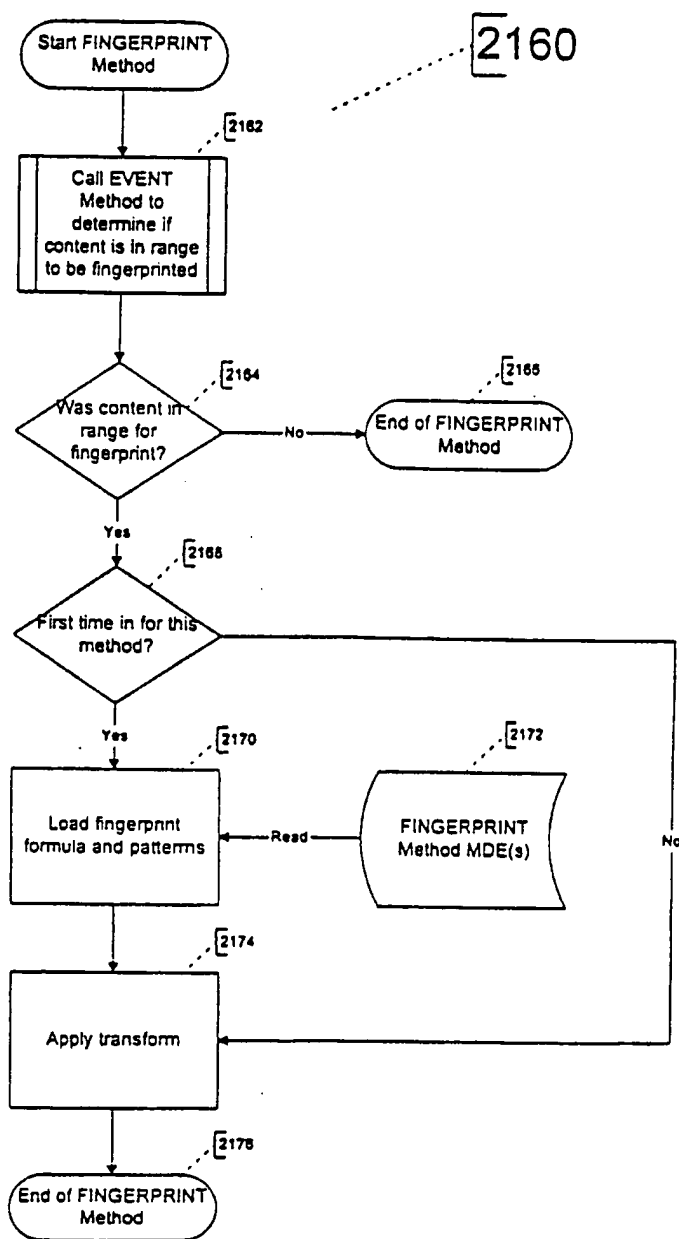 Start FINGERPRINT
Method
2160
2162
Call EVENT
Method to
determine if
content is in range
to be fingerprinted
2164
Was content in
range for
fingerprint?
No
2166
End of FINGERPRINT
Method
Yes
2168
First time in for this
method?
Yes
2170
Load fingerprint
formula and patterns
Read
2172
FINGERPRINT
Method MDE(s)
No
2174
Apply transform
2176
End of FINGERPRINT
Method